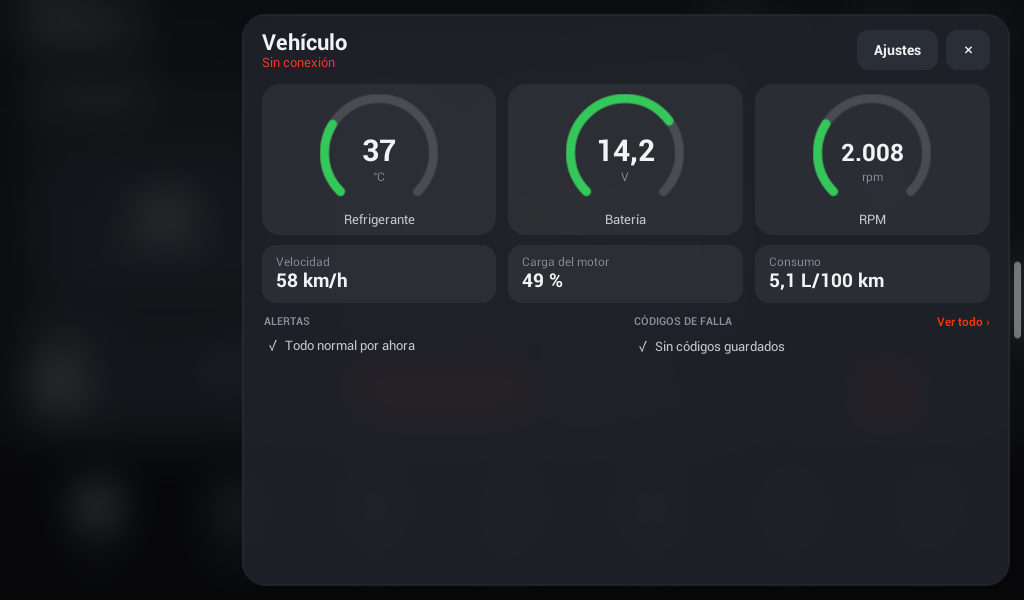 Vehículo
Sin conexión
Ajustes
×
37
°C
Refrigerante
14,2
V
Batería
2.008
rpm
RPM
Velocidad
58 km/h
Carga del motor
49 %
Consumo
5,1 L/100 km
ALERTAS
✓ Todo normal por ahora
CÓDIGOS DE FALLA
Ver todo ›
✓ Sin códigos guardados